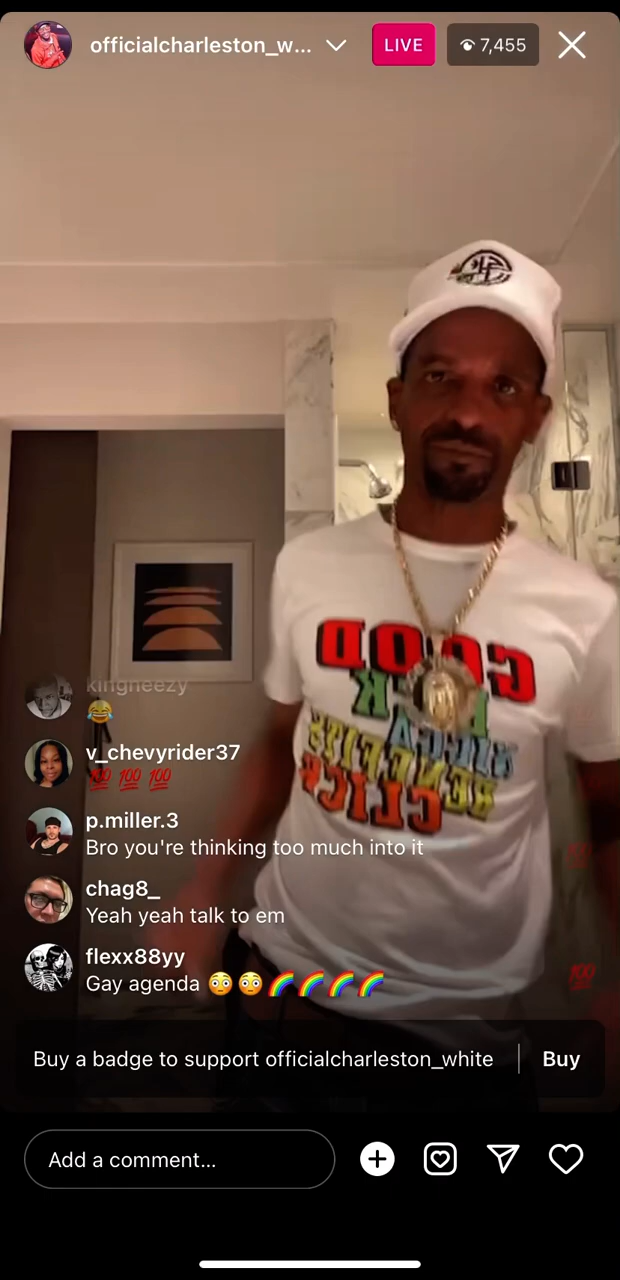 officialcharleston_w...
LIVE
7,455
GOOD
kingneezy
😂
v_chevyrider37
💯 💯 💯
p.miller.3
Bro you're thinking too much into it
chag8_
Yeah yeah talk to em
flexx88yy
Gay agenda 😳😳🌈🌈🌈🌈
Buy a badge to support officialcharleston_white
Buy
Add a comment...